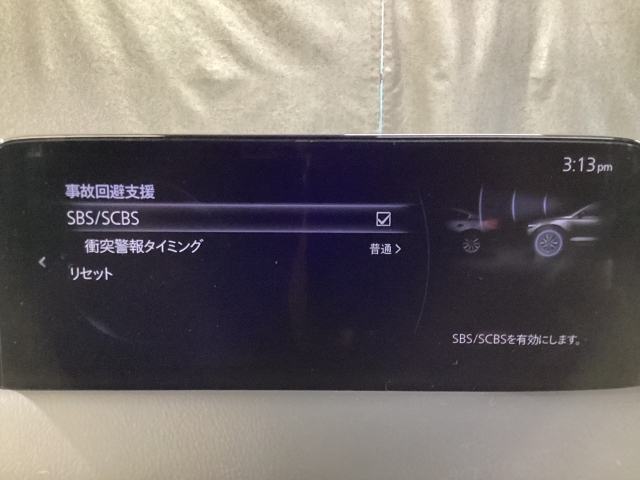 3:13pm
事故回避支援
SBS/SCBS
衝突警報タイミング 普通
リセット
SBS/SCBSを有効にします。